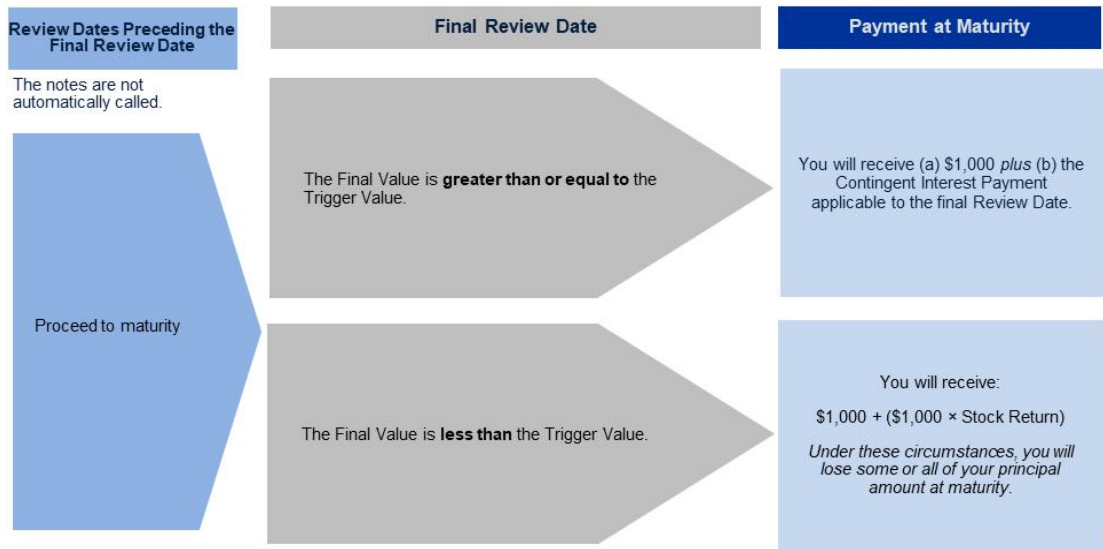 Review Dates Preceding the
Final Review Date
Final Review Date
Payment at Maturity
The notes are not
automatically called.
Proceed to maturity
The Final Value is greater than or equal to the
Trigger Value.
You will receive (a) $1,000 plus (b) the
Contingent Interest Payment
applicable to the final Review Date.
The Final Value is less than the Trigger Value.
You will receive:
$1,000 + ($1,000 × Stock Return)
Under these circumstances, you will
lose some or all of your principal
amount at maturity.